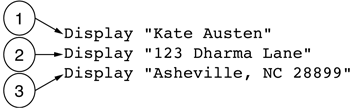 1
Display "Kate Austen"
2
Display "123 Dharma Lane"
3
Display "Asheville, NC 28899"